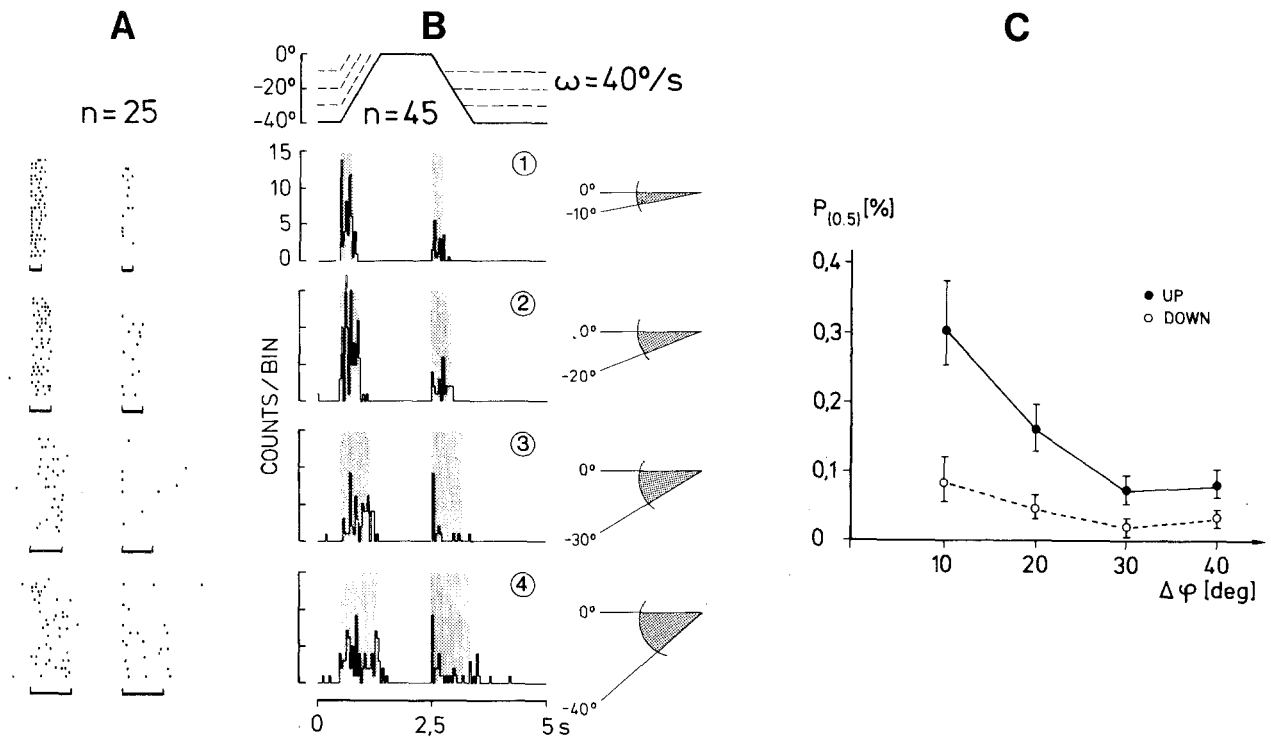 A
B
C
n = 25
0°
-20°
-40°
n = 45
ω = 40°/s
15
10
5
0
COUNTS / BIN
①
0°
-10°
②
0°
-20°
③
0°
-30°
④
0°
-40°
0
2,5
5 s
P(0.5) [%]
0,4
0,3
0,2
0,1
0
UP
DOWN
10
20
30
40
Δφ [deg]